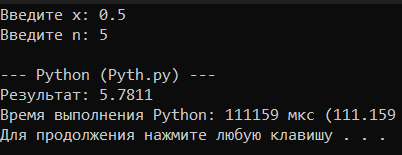 Введите x: 0.5
Введите n: 5
--- Python (Pyth.py) ---
Результат: 5.7811
Время выполнения Python: 111159 мкс (111.159
Для продолжения нажмите любую клавишу . . .